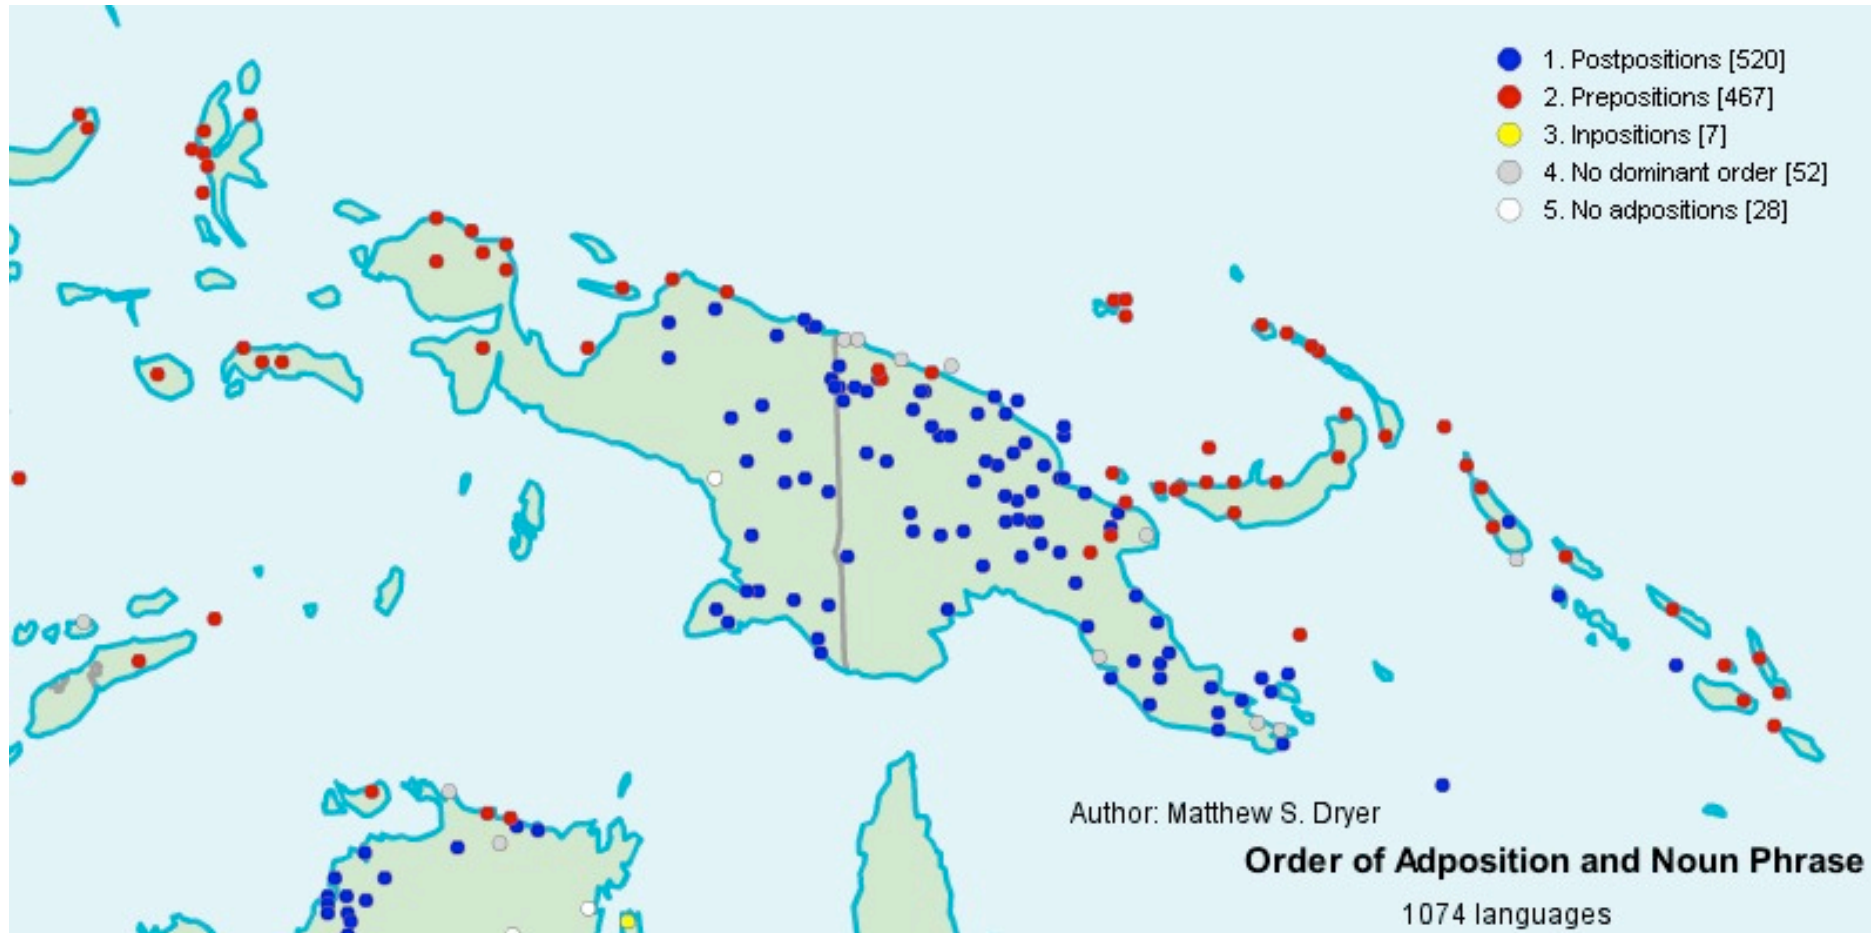 1. Postpositions [520]
2. Prepositions [467]
3. Inpositions [7]
4. No dominant order [52]
5. No adpositions [28]
Author: Matthew S. Dryer
Order of Adposition and Noun Phrase
1074 languages